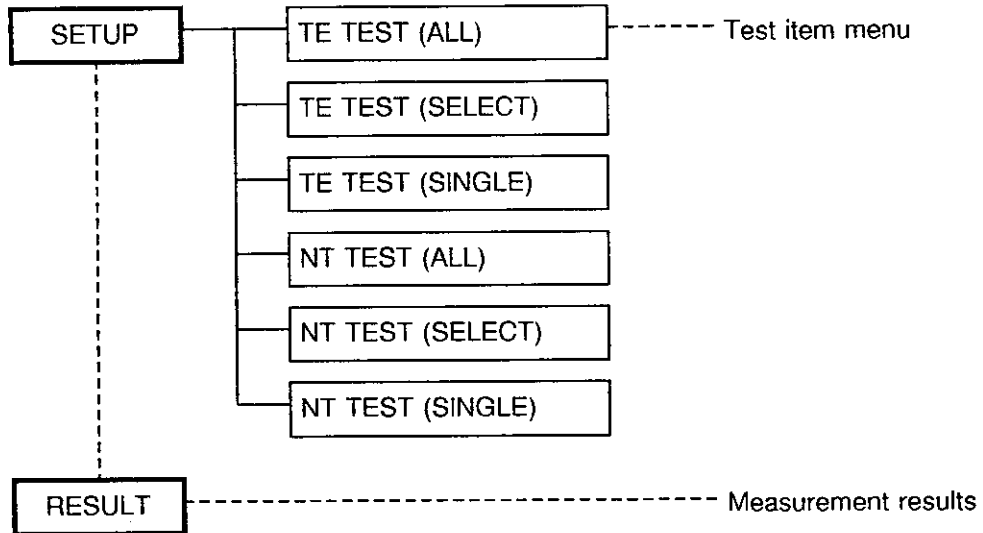 SETUP
TE TEST (ALL)
Test item menu
TE TEST (SELECT)
TE TEST (SINGLE)
NT TEST (ALL)
NT TEST (SELECT)
NT TEST (SINGLE)
RESULT
Measurement results